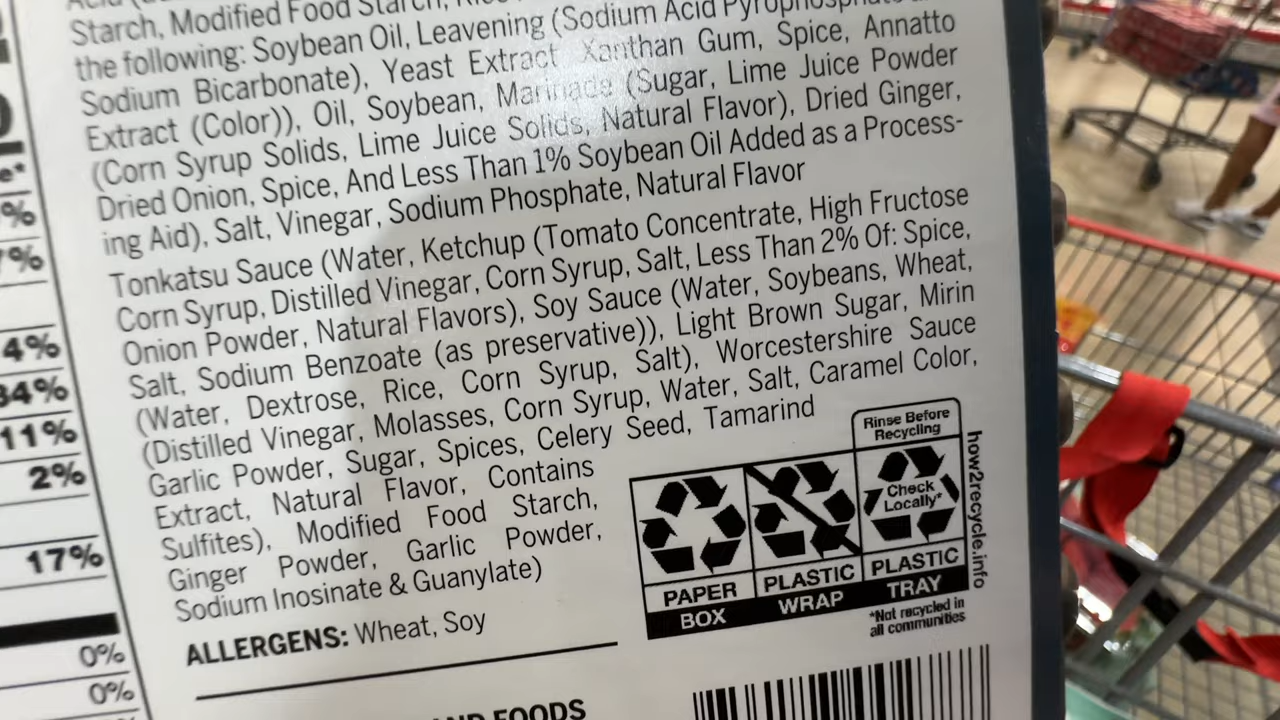 Starch, Modified Food Starch,
the following: Soybean Oil, Leavening (Sodium Acid Pyrophosphate
Sodium Bicarbonate), Yeast Extract Xanthan Gum, Spice, Annatto
Extract (Color)), Oil, Soybean, Marinade (Sugar, Lime Juice Powder
(Corn Syrup Solids, Lime Juice Solids, Natural Flavor), Dried Ginger,
Dried Onion, Spice, And Less Than 1% Soybean Oil Added as a Process-
ing Aid), Salt, Vinegar, Sodium Phosphate, Natural Flavor
Tonkatsu Sauce (Water, Ketchup (Tomato Concentrate, High Fructose
Corn Syrup, Distilled Vinegar, Corn Syrup, Salt, Less Than 2% Of: Spice,
Onion Powder, Natural Flavors), Soy Sauce (Water, Soybeans, Wheat,
Salt, Sodium Benzoate (as preservative)), Light Brown Sugar, Mirin
(Water, Dextrose, Rice, Corn Syrup, Salt), Worcestershire Sauce
(Distilled Vinegar, Molasses, Corn Syrup, Water, Salt, Caramel Color,
Garlic Powder, Sugar, Spices, Celery Seed, Tamarind
Extract, Natural Flavor, Contains
Sulfites), Modified Food Starch,
Ginger Powder, Garlic Powder,
Sodium Inosinate & Guanylate)
ALLERGENS: Wheat, Soy
4%
34%
11%
2%
17%
0%
0%
Rinse Before
Recycling
Check
Locally*
PAPER
BOX
PLASTIC
WRAP
PLASTIC
TRAY
*Not recycled in
all communities
how2recycle.info
FOODS